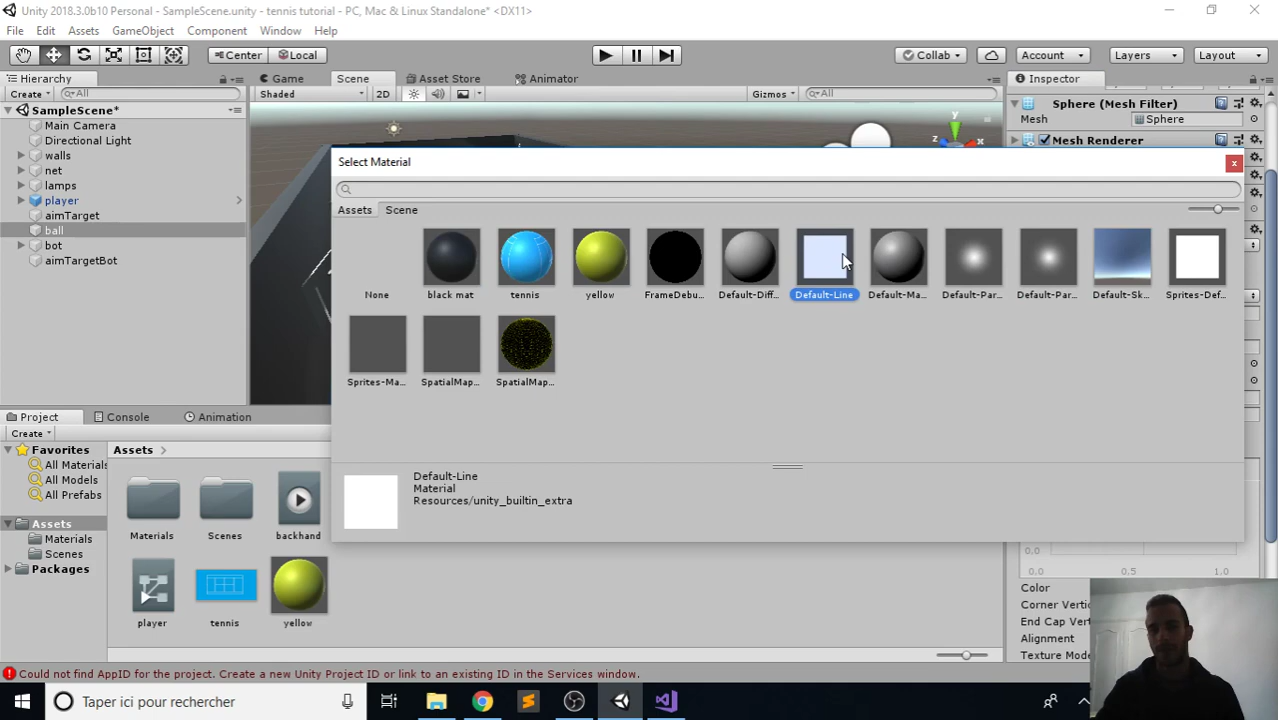 Unity 2018.3.0b10 Personal - SampleScene.unity - tennis tutorial - PC, Mac & Linux Standalone* <DX11>
File Edit Assets GameObject Component Window Help
Center Local Collab Account Layers Layout
Hierarchy Game Scene Asset Store Animator Inspector
Create All Shaded 2D Gizmos All Sphere (Mesh Filter)
SampleScene* Mesh Sphere
Main Camera
Directional Light Mesh Renderer
walls
net
lamps
player
aimTarget
ball
bot
aimTargetBot
y
z x
Select Material
Assets Scene
None black mat tennis yellow FrameDebu... Default-Diff... Default-Line Default-Ma... Default-Par... Default-Par... Default-Sk... Sprites-Def...
Sprites-Ma... SpatialMap... SpatialMap...
Default-Line
Material
Resources/unity_builtin_extra
Project Console Animation
Create
Favorites Assets
All Materials
All Models
All Prefabs
Assets
Materials
Scenes
Packages
Materials Scenes backhand
player tennis yellow
0.0
0.0 0.5 1.0
Color
Corner Verti
End Cap Vert
Alignment
Texture Mode
Could not find AppID for the project. Create a new Unity Project ID or link to an existing ID in the Services window.
Taper ici pour rechercher